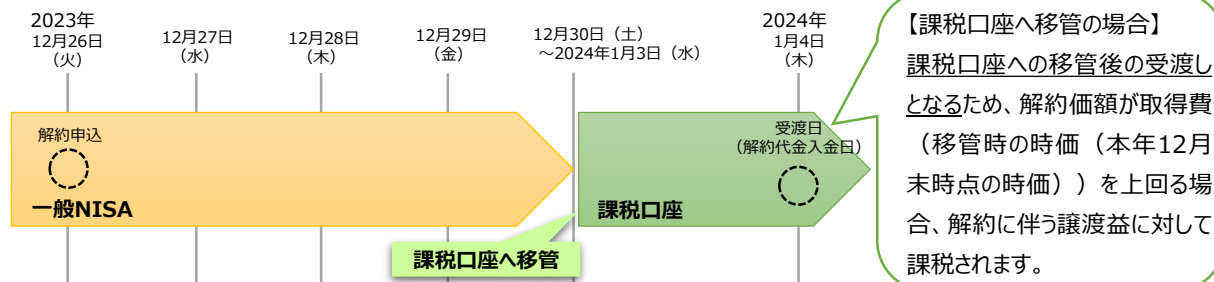 2023年
12月26日
（火）
12月27日
（水）
12月28日
（木）
12月29日
（金）
12月30日（土）
～2024年1月3日（水）
2024年
1月4日
（木）
解約申込
一般NISA
受渡日
（解約代金入金日）
課税口座
課税口座へ移管
【課税口座へ移管の場合】
課税口座への移管後の受渡し
となるため、解約価額が取得費
（移管時の時価（本年12月
末時点の時価））を上回る場
合、解約に伴う譲渡益に対して
課税されます。